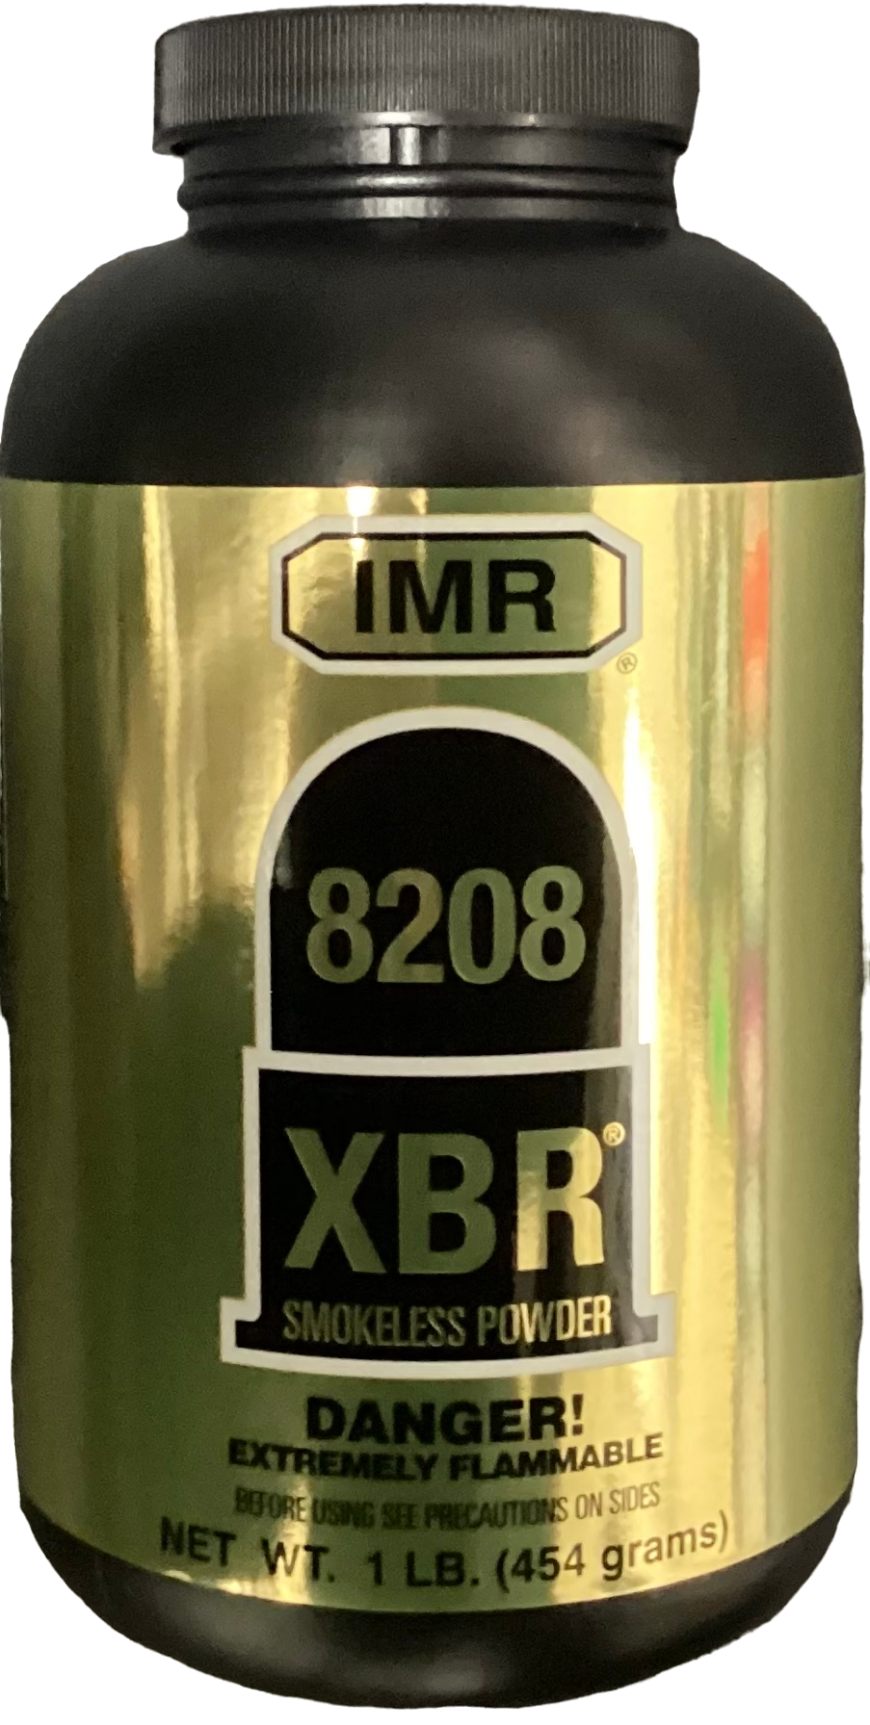 IMR
®
8208
XBR®
SMOKELESS POWDER
DANGER!
EXTREMELY FLAMMABLE
BEFORE USING SEE PRECAUTIONS ON SIDES
NET WT. 1 LB. (454 grams)